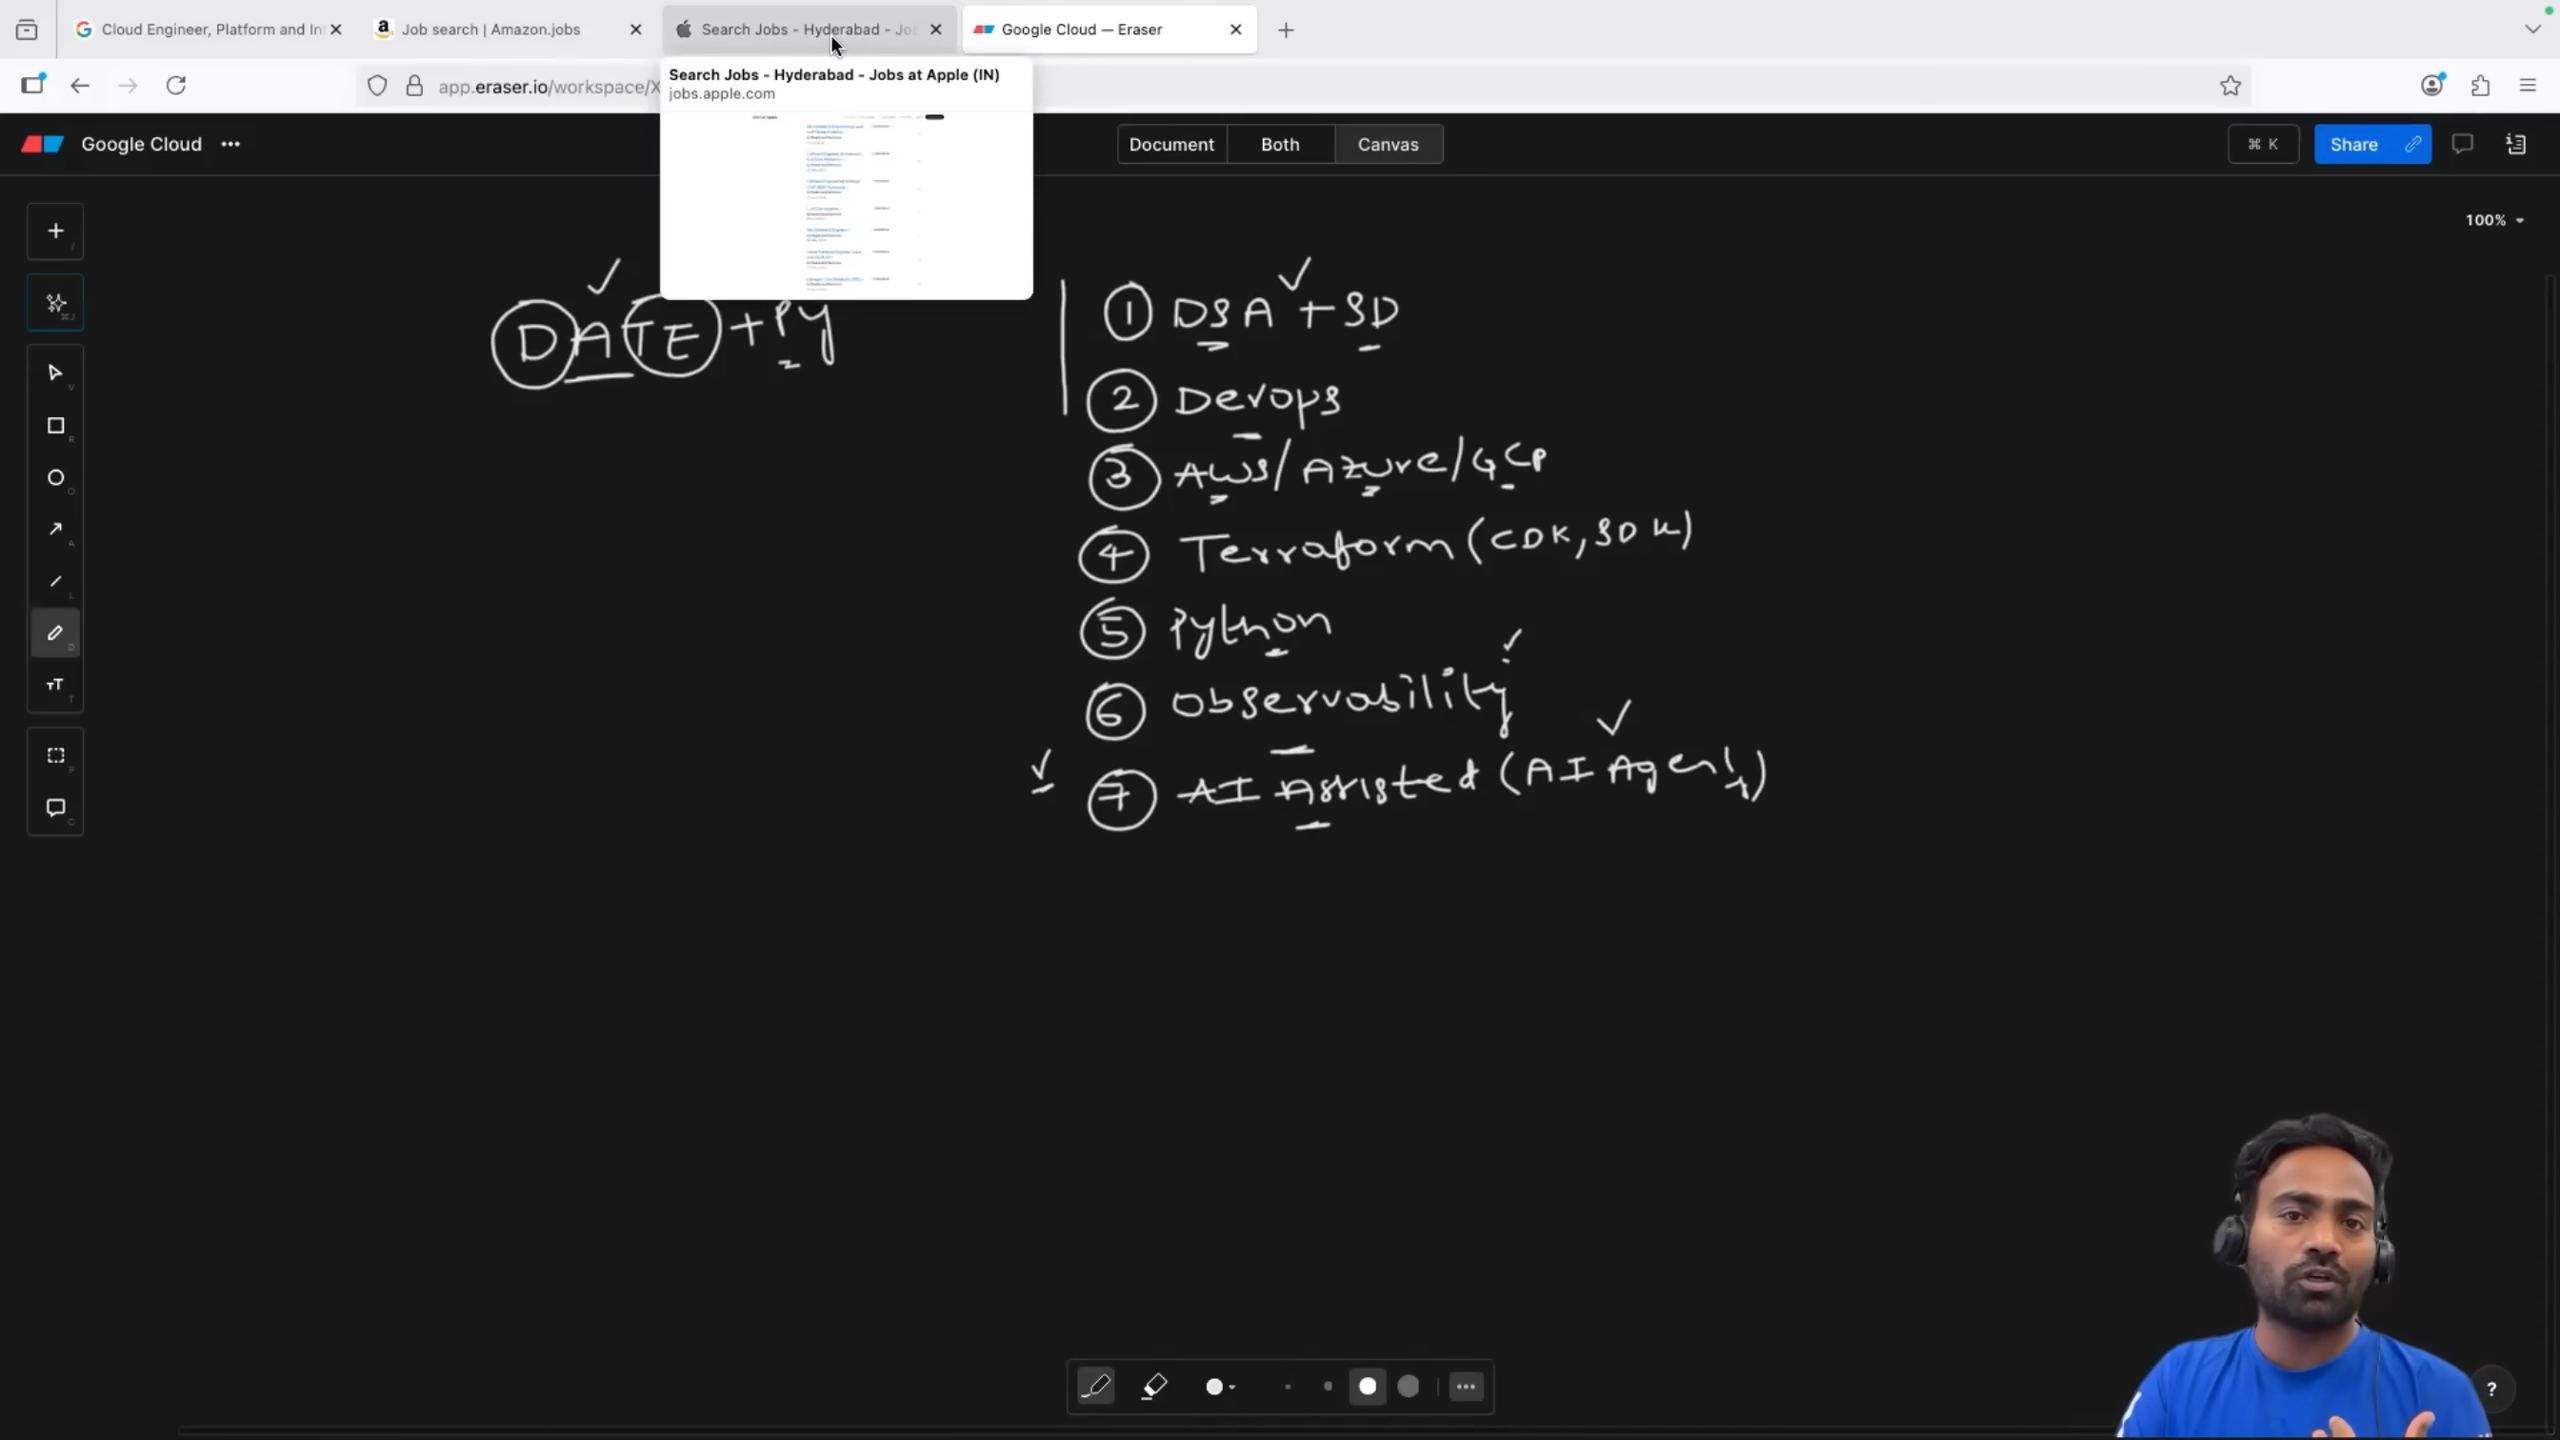 Cloud Engineer, Platform and In
Job search | Amazon.jobs
Search Jobs - Hyderabad - Jo
Google Cloud — Eraser
app.eraser.io/workspace/X
Search Jobs - Hyderabad - Jobs at Apple (IN)
jobs.apple.com
Google Cloud
Document
Both
Canvas
⌘ K
Share
100%
DATE + PY
1 DSA + SD
2 Devops
3 AWS/Azure/GCP
4 Terraform (CDK, SDK)
5 Python
6 Observability
7 AI Assisted (AI Agents)
?